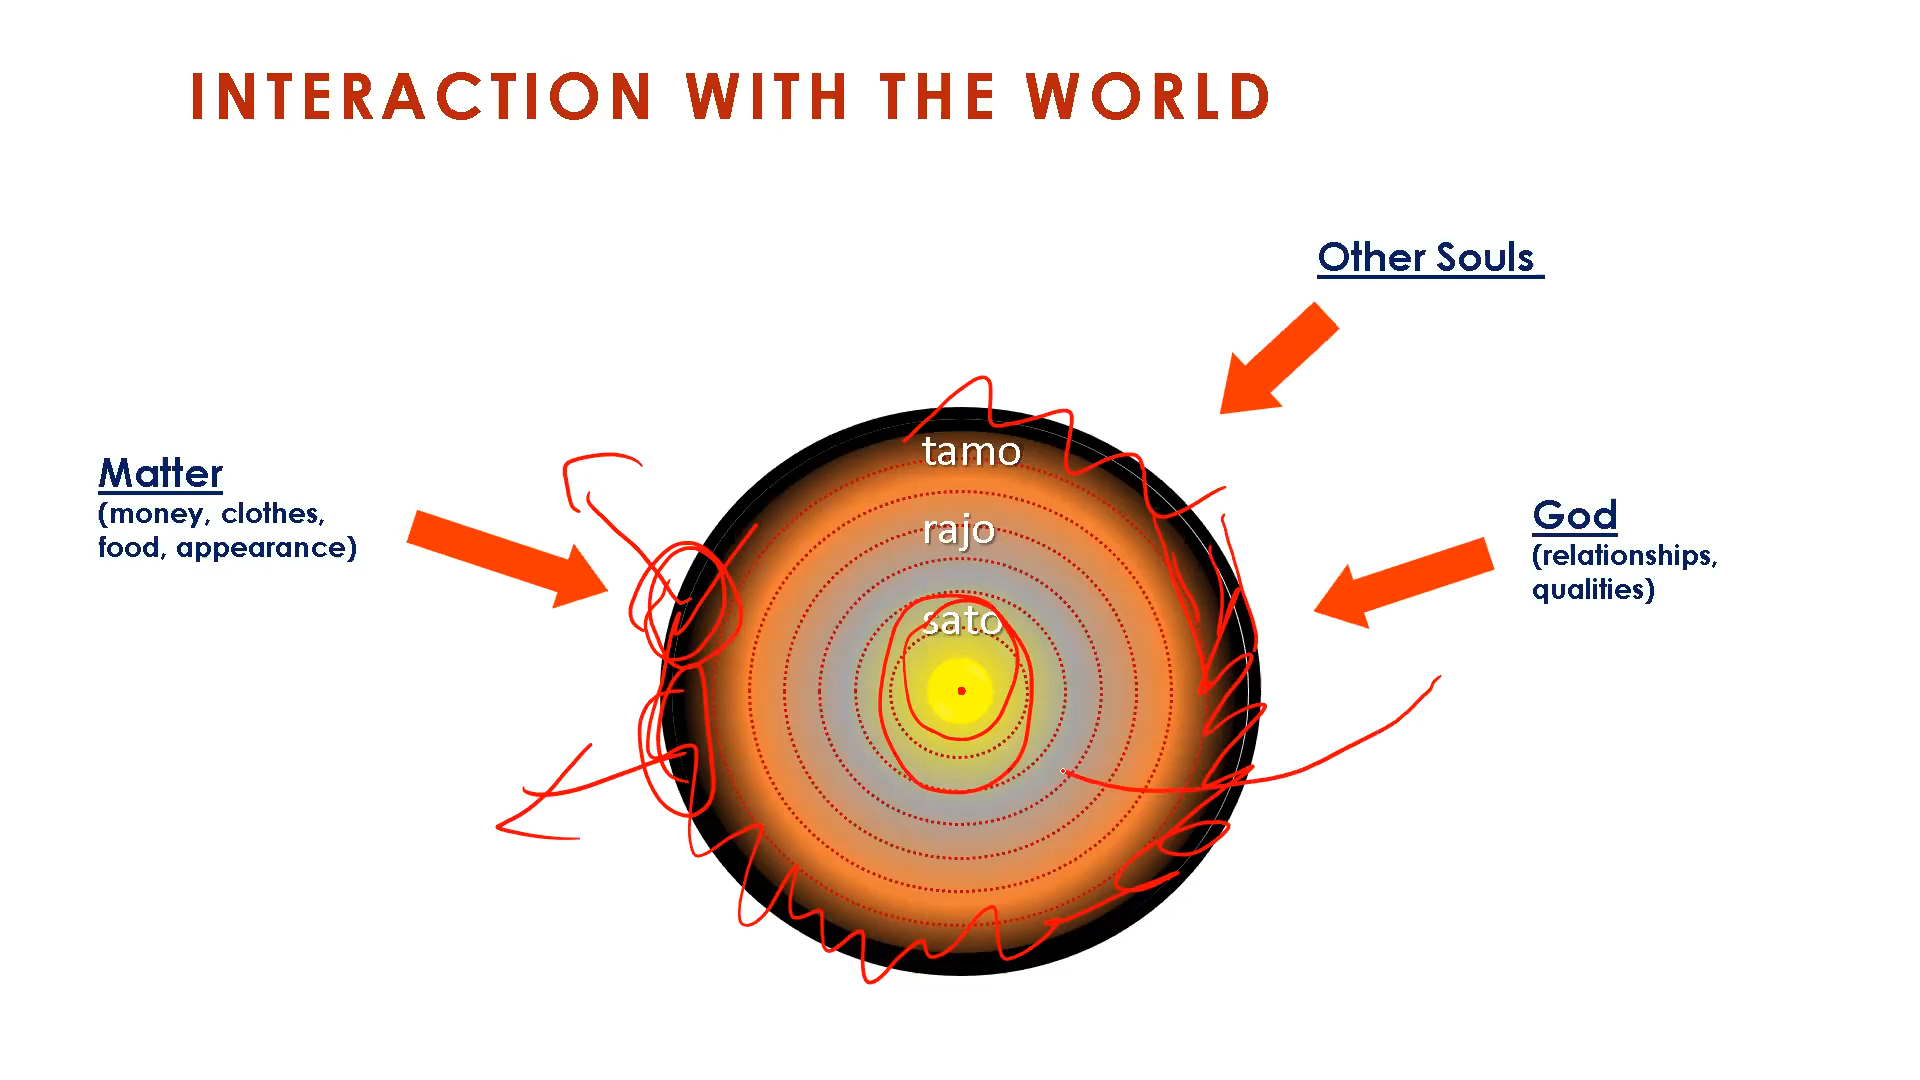 INTERACTION WITH THE WORLD
Other Souls
Matter
(money, clothes,
food, appearance)
God
(relationships,
qualities)
tamo
rajo
sato